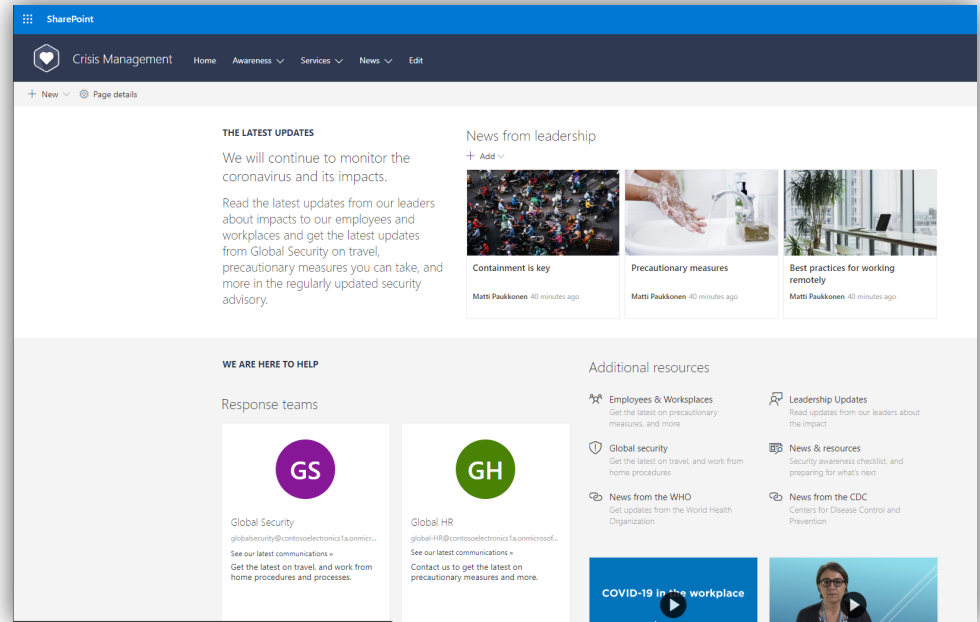 SharePoint
Crisis Management
Home
Awareness
Services
News
Edit
New
Page details
THE LATEST UPDATES
We will continue to monitor the
coronavirus and its impacts.
Read the latest updates from our leaders
about impacts to our employees and
workplaces and get the latest updates
from Global Security on travel,
precautionary measures you can take, and
more in the regularly updated security
advisory.
News from leadership
Add
Containment is key
Matti Paukkonen 40 minutes ago
Precautionary measures
Matti Paukkonen 40 minutes ago
Best practices for working
remotely
Matti Paukkonen 40 minutes ago
WE ARE HERE TO HELP
Response teams
GS
Global Security
globalsecurity@contosoelectronics1a.onmicr...
See our latest communications »
Get the latest on travel, and work from
home procedures and processes.
GH
Global HR
global-HR@contosoelectronics1a.onmicrosof...
See our latest communications »
Contact us to get the latest on
precautionary measures and more.
Additional resources
Employees & Worksplaces
Get the latest on precautionary
measures, and more
Leadership Updates
Read updates from our leaders about
the impact
Global security
Get the latest on travel, and work from
home procedures
News & resources
Security awareness checklist, and
preparing for what's next
News from the WHO
Get updates from the World Health
Organization
News from the CDC
Centers for Disease Control and
Prevention
COVID-19 in the workplace